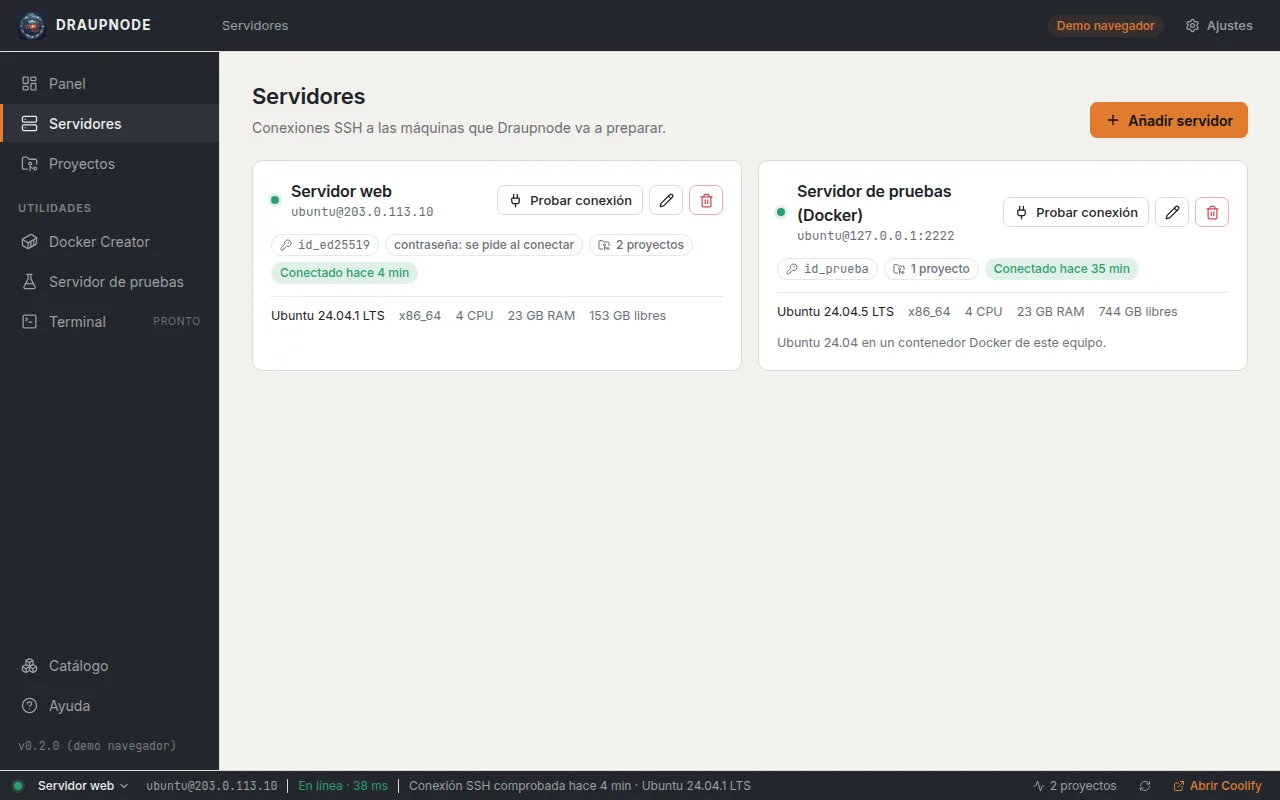 DRAUPNODE
Servidores
Demo navegador
Ajustes
Panel
Servidores
Proyectos
UTILIDADES
Docker Creator
Servidor de pruebas
Terminal PRONTO
Catálogo
Ayuda
v0.2.0 (demo navegador)
Servidores
Conexiones SSH a las máquinas que Draupnode va a preparar.
+ Añadir servidor
Servidor web
ubuntu@203.0.113.10
Probar conexión
id_ed25519 contraseña: se pide al conectar 2 proyectos
Conectado hace 4 min
Ubuntu 24.04.1 LTS x86_64 4 CPU 23 GB RAM 153 GB libres
Servidor de pruebas
(Docker)
ubuntu@127.0.0.1:2222
Probar conexión
id_prueba 1 proyecto Conectado hace 35 min
Ubuntu 24.04.5 LTS x86_64 4 CPU 23 GB RAM 744 GB libres
Ubuntu 24.04 en un contenedor Docker de este equipo.
Servidor web ubuntu@203.0.113.10 En línea · 38 ms Conexión SSH comprobada hace 4 min · Ubuntu 24.04.1 LTS 2 proyectos Abrir Coolify